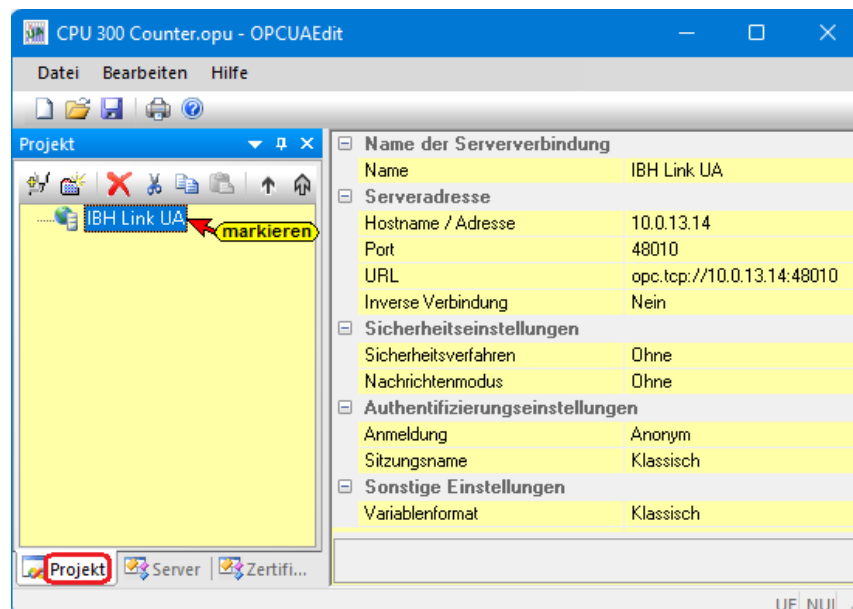 CPU 300 Counter.opu - OPCUAEdit
Datei Bearbeiten Hilfe
Projekt
IBH Link UA
markieren
Name der Serververbindung
Name IBH Link UA
Serveradresse
Hostname / Adresse 10.0.13.14
Port 48010
URL opc.tcp://10.0.13.14:48010
Inverse Verbindung Nein
Sicherheitseinstellungen
Sicherheitsverfahren Ohne
Nachrichtenmodus Ohne
Authentifizierungseinstellungen
Anmeldung Anonym
Sitzungsname Klassisch
Sonstige Einstellungen
Variablenformat Klassisch
Projekt Server Zertifi...